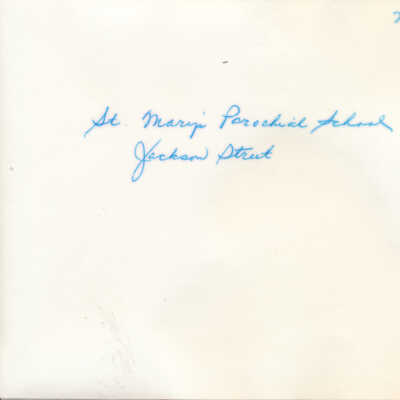 St. Mary's Parochial School
Jackson Street